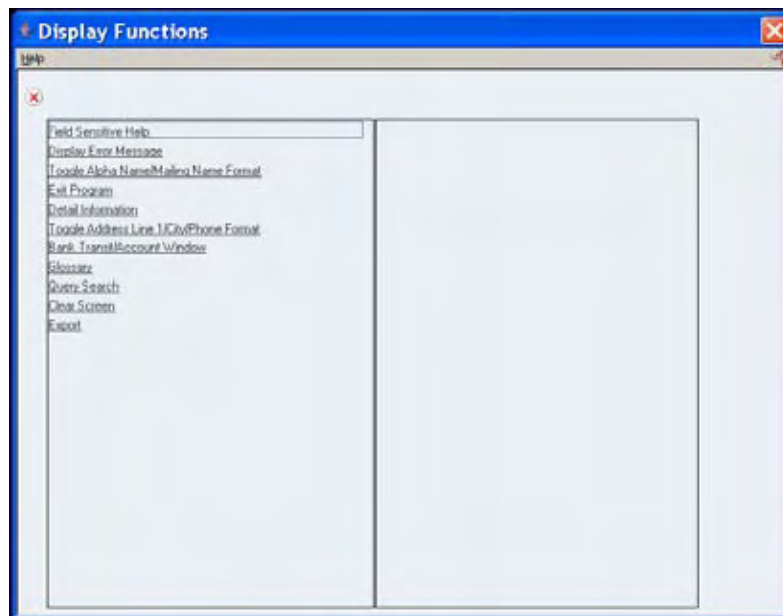 Display Functions
Help
Field Sensitive Help
Display Error Message
Toggle Alpha Name/Mailing Name Format
Exit Program
Detail Information
Toggle Address Line 1/City/Phone Format
Bank Transit/Account Window
Glossary
Query Search
Clear Screen
Export